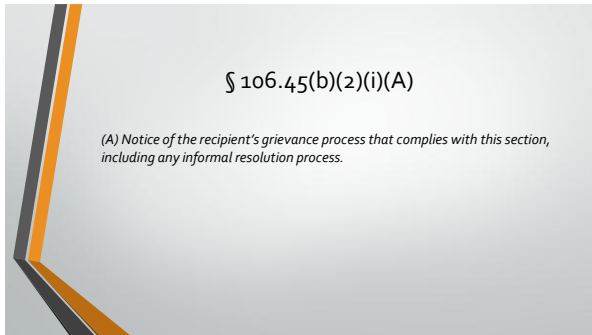 § 106.45(b)(2)(i)(A)
(A) Notice of the recipient’s grievance process that complies with this section,
including any informal resolution process.